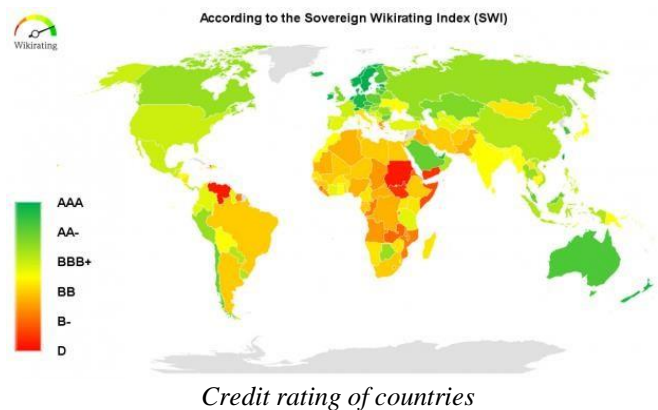 According to the Sovereign Wikirating Index (SWI)
Wikirating
AAA
AA-
BBB+
BB
B-
D
Credit rating of countries